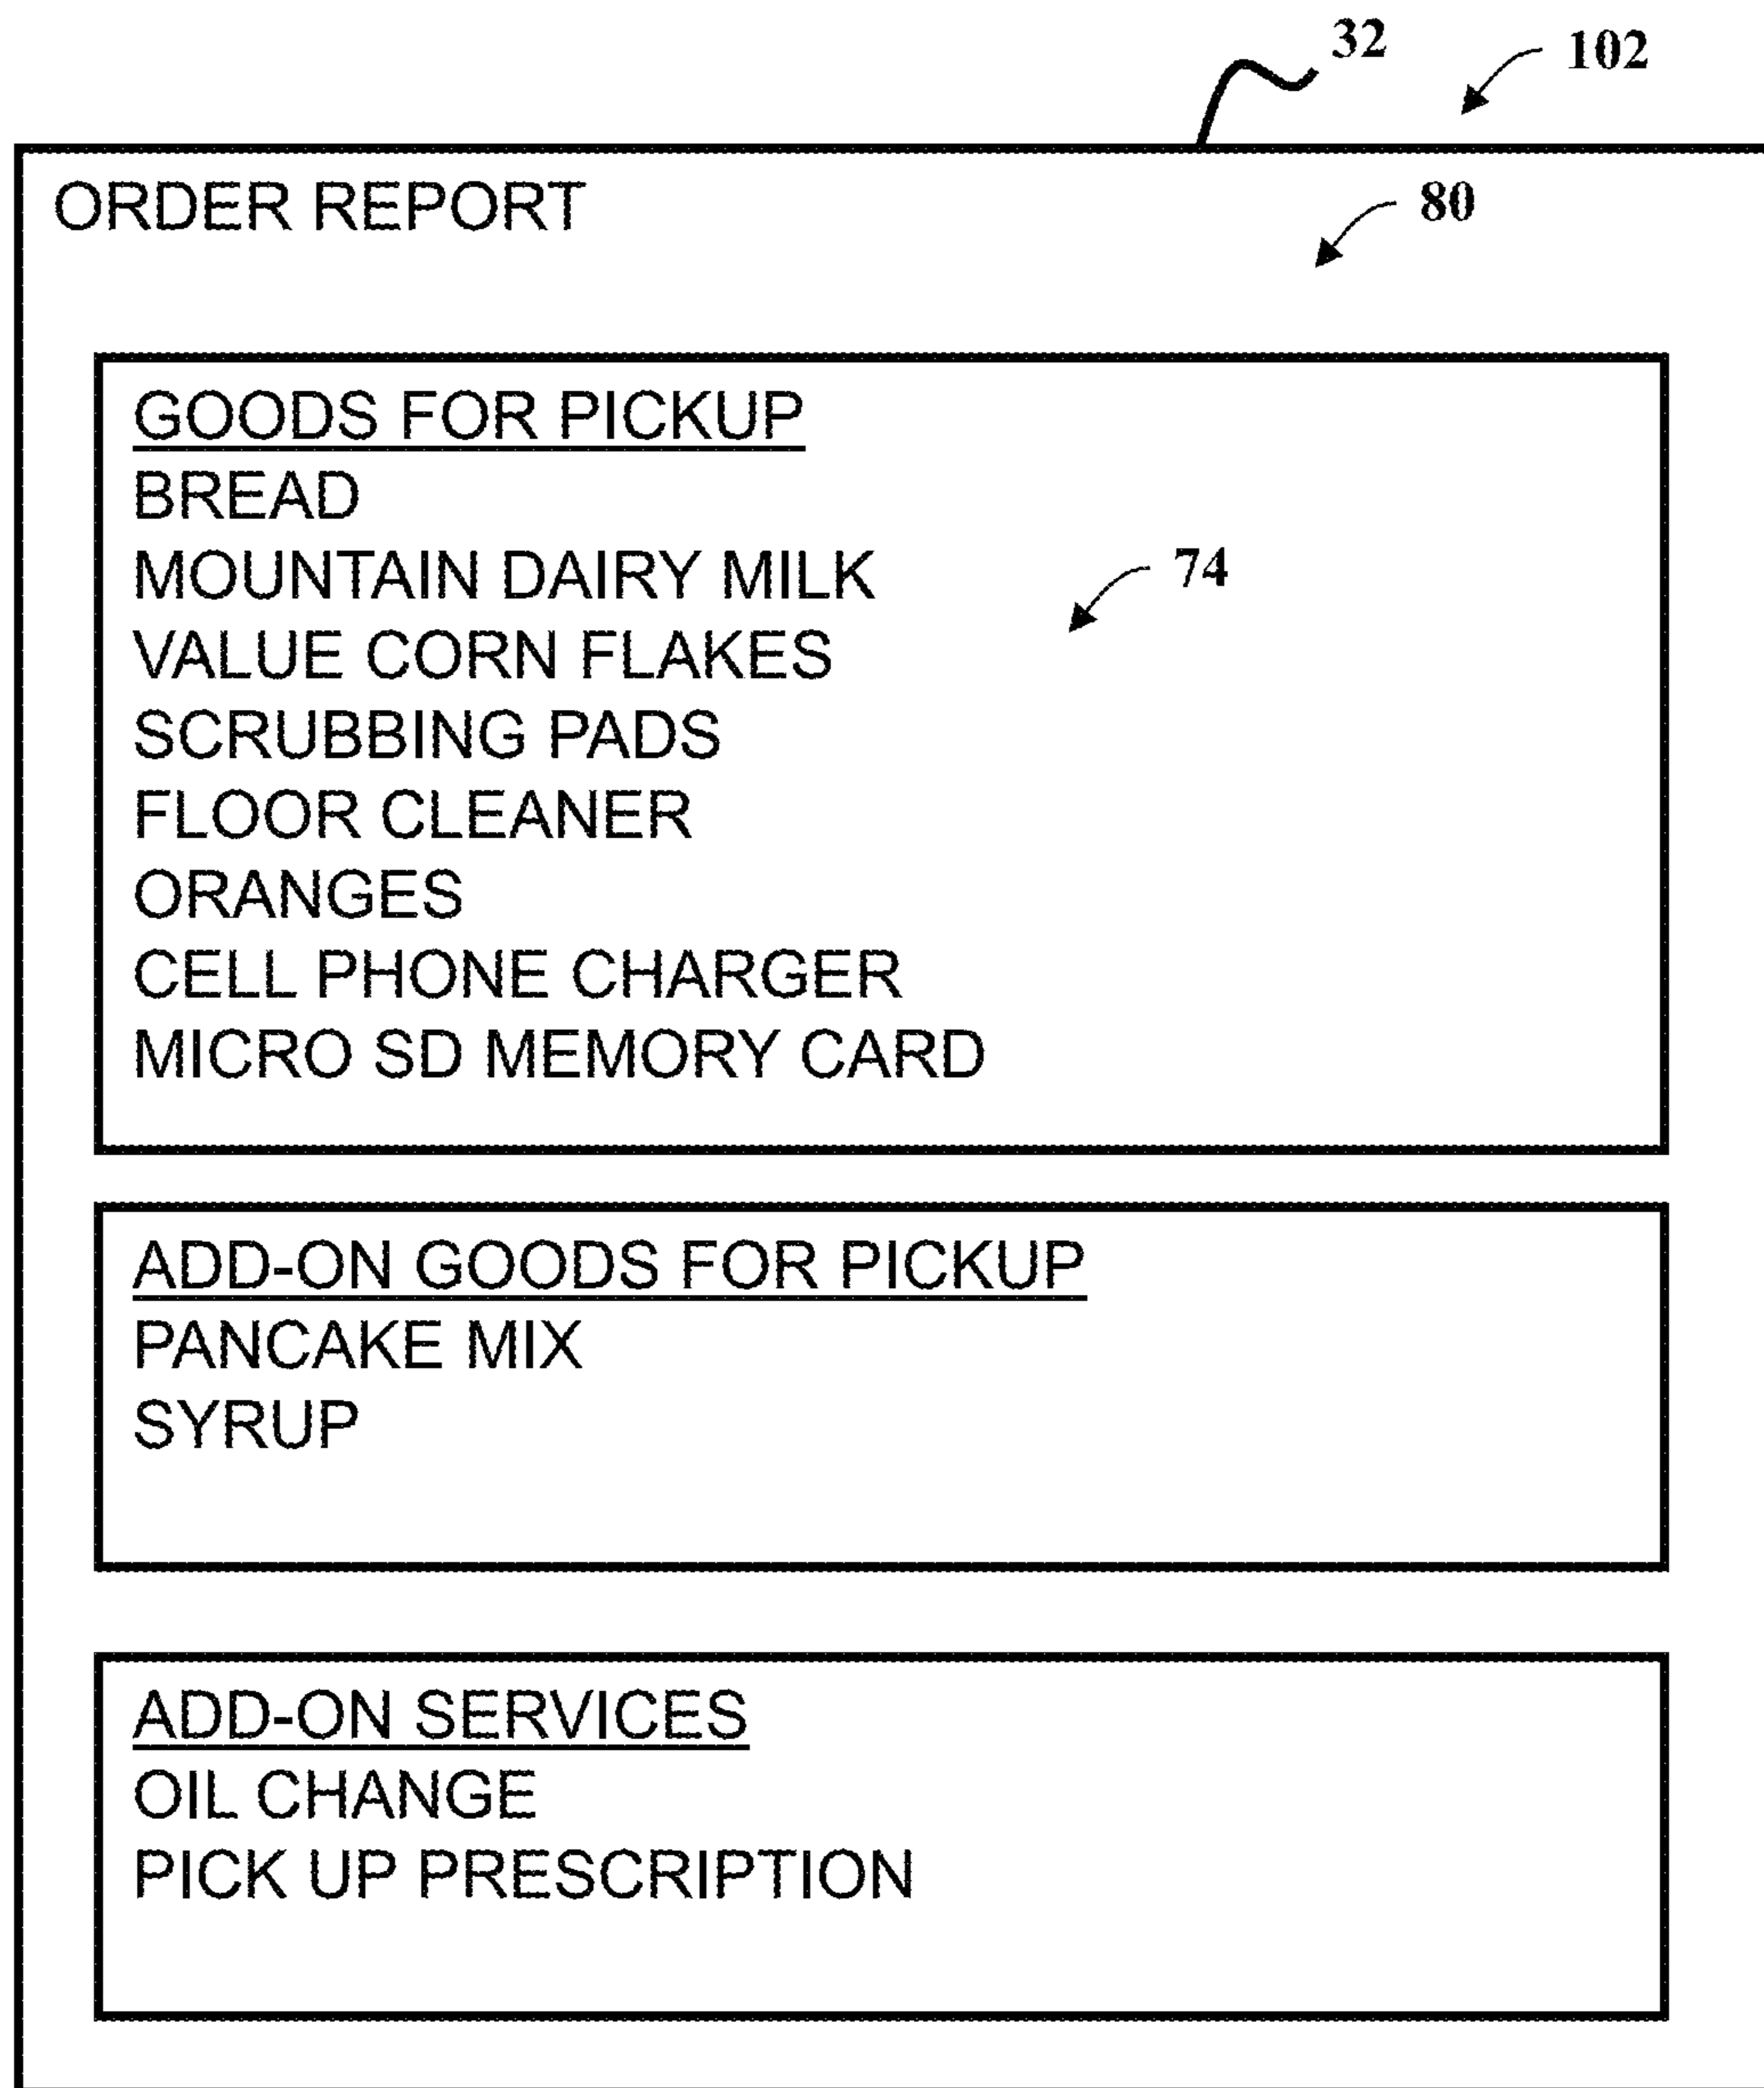 32
102
ORDER REPORT
80
GOODS FOR PICKUP
BREAD
MOUNTAIN DAIRY MILK
74
VALUE CORN FLAKES
SCRUBBING PADS
FLOOR CLEANER
ORANGES
CELL PHONE CHARGER
MICRO SD MEMORY CARD
ADD-ON GOODS FOR PICKUP
PANCAKE MIX
SYRUP
ADD-ON SERVICES
OIL CHANGE
PICK UP PRESCRIPTION